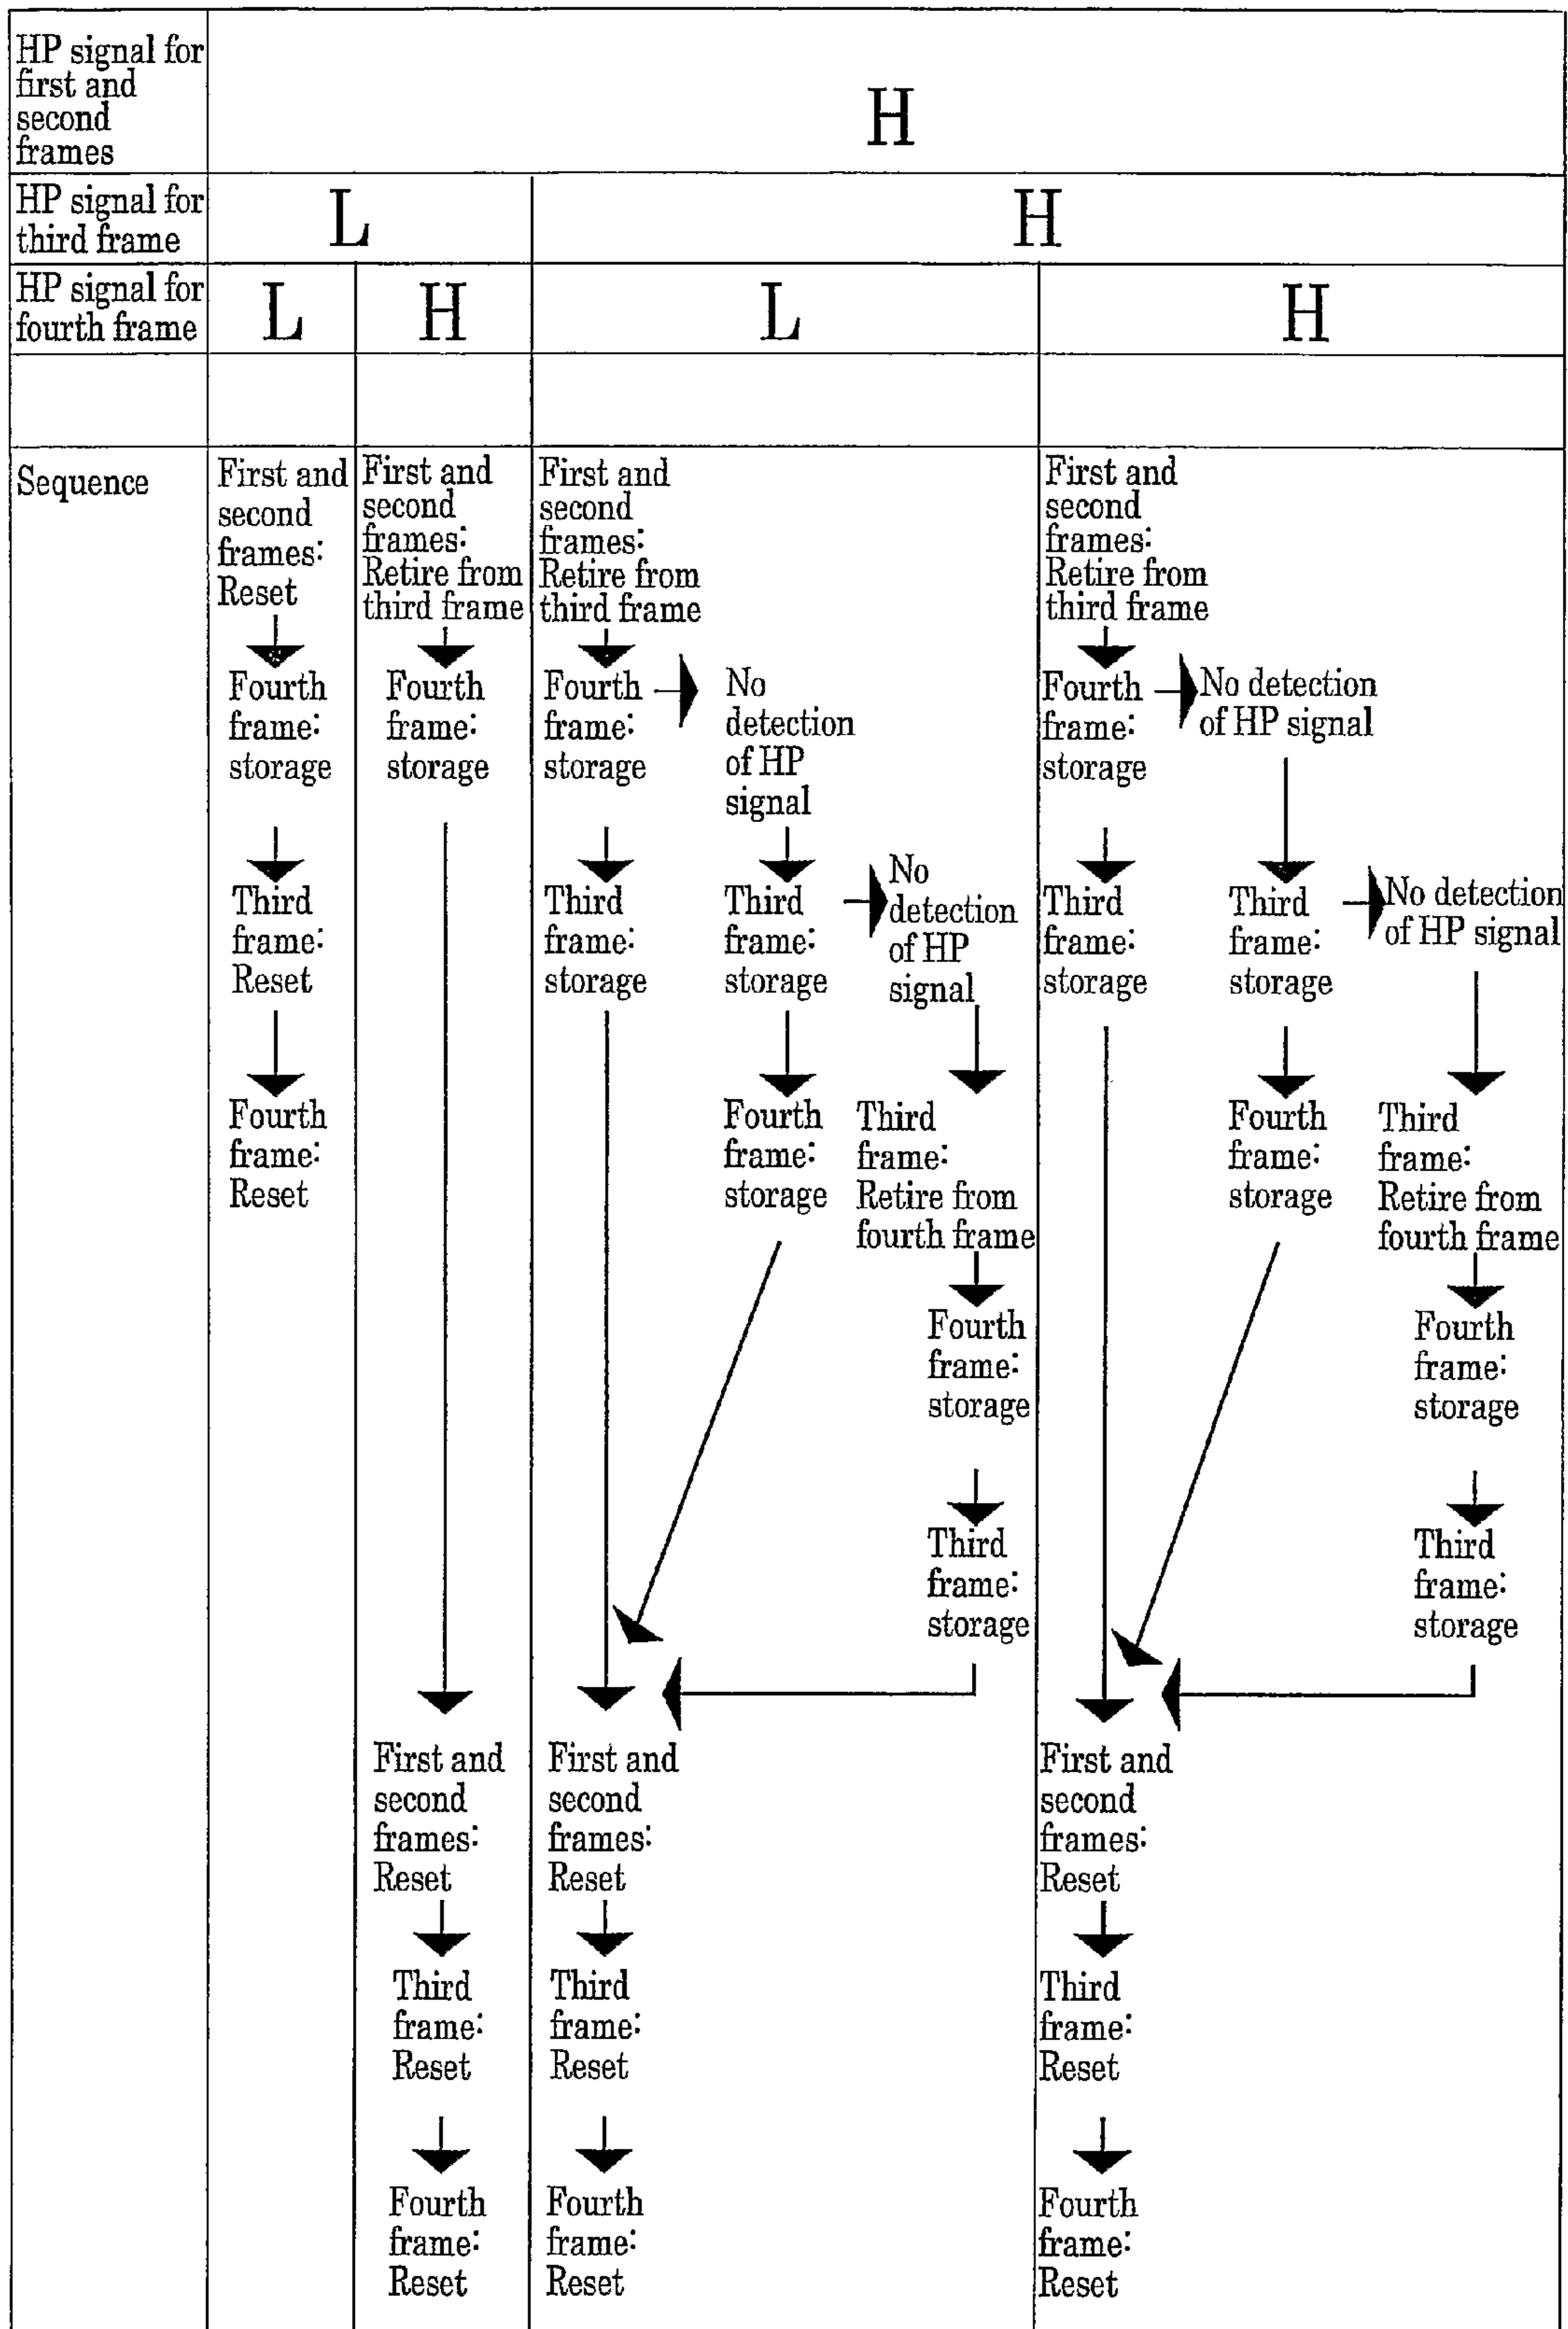 HP signal for
first and
second
frames
H
HP signal for
third frame
L
H
HP signal for
fourth frame
L
H
L
H
Sequence
First and
second
frames:
Reset
Fourth
frame:
storage
Third
frame:
Reset
Fourth
frame:
Reset
First and
second
frames:
Retire from
third frame
Fourth
frame:
storage
First and
second
frames:
Reset
Third
frame:
Reset
Fourth
frame:
Reset
First and
second
frames:
Retire from
third frame
Fourth
frame:
storage
No
detection
of HP
signal
Third
frame:
storage
Third
frame:
storage
No
detection
of HP
signal
Fourth
frame:
storage
Third
frame:
Retire from
fourth frame
Fourth
frame:
storage
Third
frame:
storage
First and
second
frames:
Reset
Third
frame:
Reset
Fourth
frame:
Reset
First and
second
frames:
Retire from
third frame
Fourth
frame:
storage
No detection
of HP signal
Third
frame:
storage
Third
frame:
storage
No detection
of HP signal
Fourth
frame:
storage
Third
frame:
Retire from
fourth frame
Fourth
frame:
storage
Third
frame:
storage
First and
second
frames:
Reset
Third
frame:
Reset
Fourth
frame:
Reset